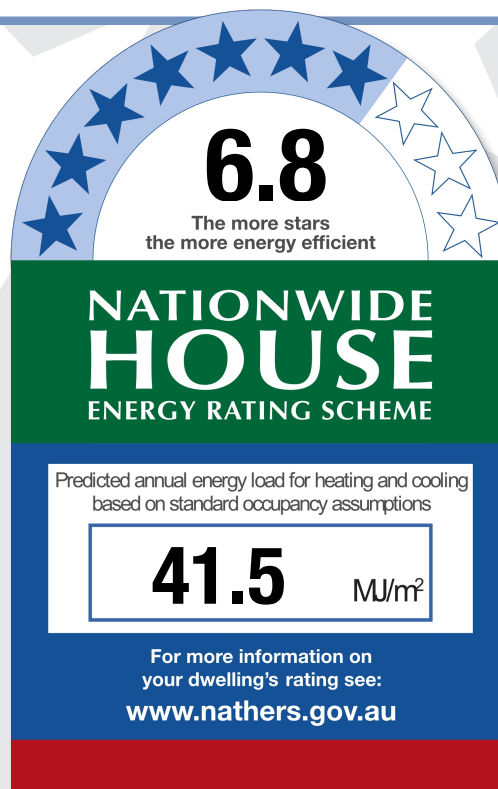 6.8
The more stars
the more energy efficient
NATIONWIDE
HOUSE
ENERGY RATING SCHEME
Predicted annual energy load for heating and cooling
based on standard occupancy assumptions
41.5 MJ/m²
For more information on
your dwelling's rating see:
www.nathers.gov.au